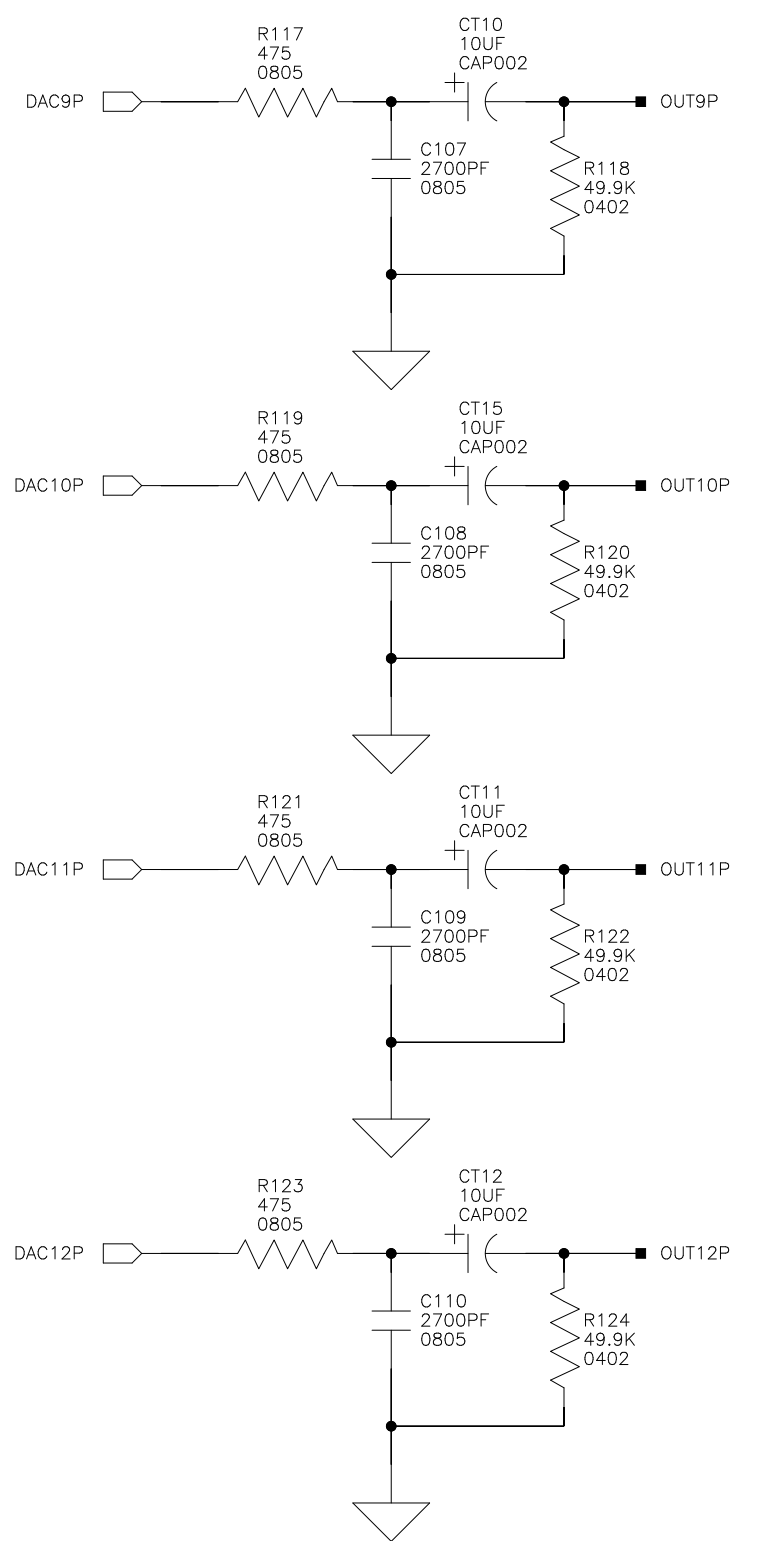 R117
475
0805
CT10
10UF
CAP002
+
DAC9P
OUT9P
C107
2700PF
0805
R118
49.9K
0402
R119
475
0805
CT15
10UF
CAP002
+
DAC10P
OUT10P
C108
2700PF
0805
R120
49.9K
0402
R121
475
0805
CT11
10UF
CAP002
+
DAC11P
OUT11P
C109
2700PF
0805
R122
49.9K
0402
R123
475
0805
CT12
10UF
CAP002
+
DAC12P
OUT12P
C110
2700PF
0805
R124
49.9K
0402